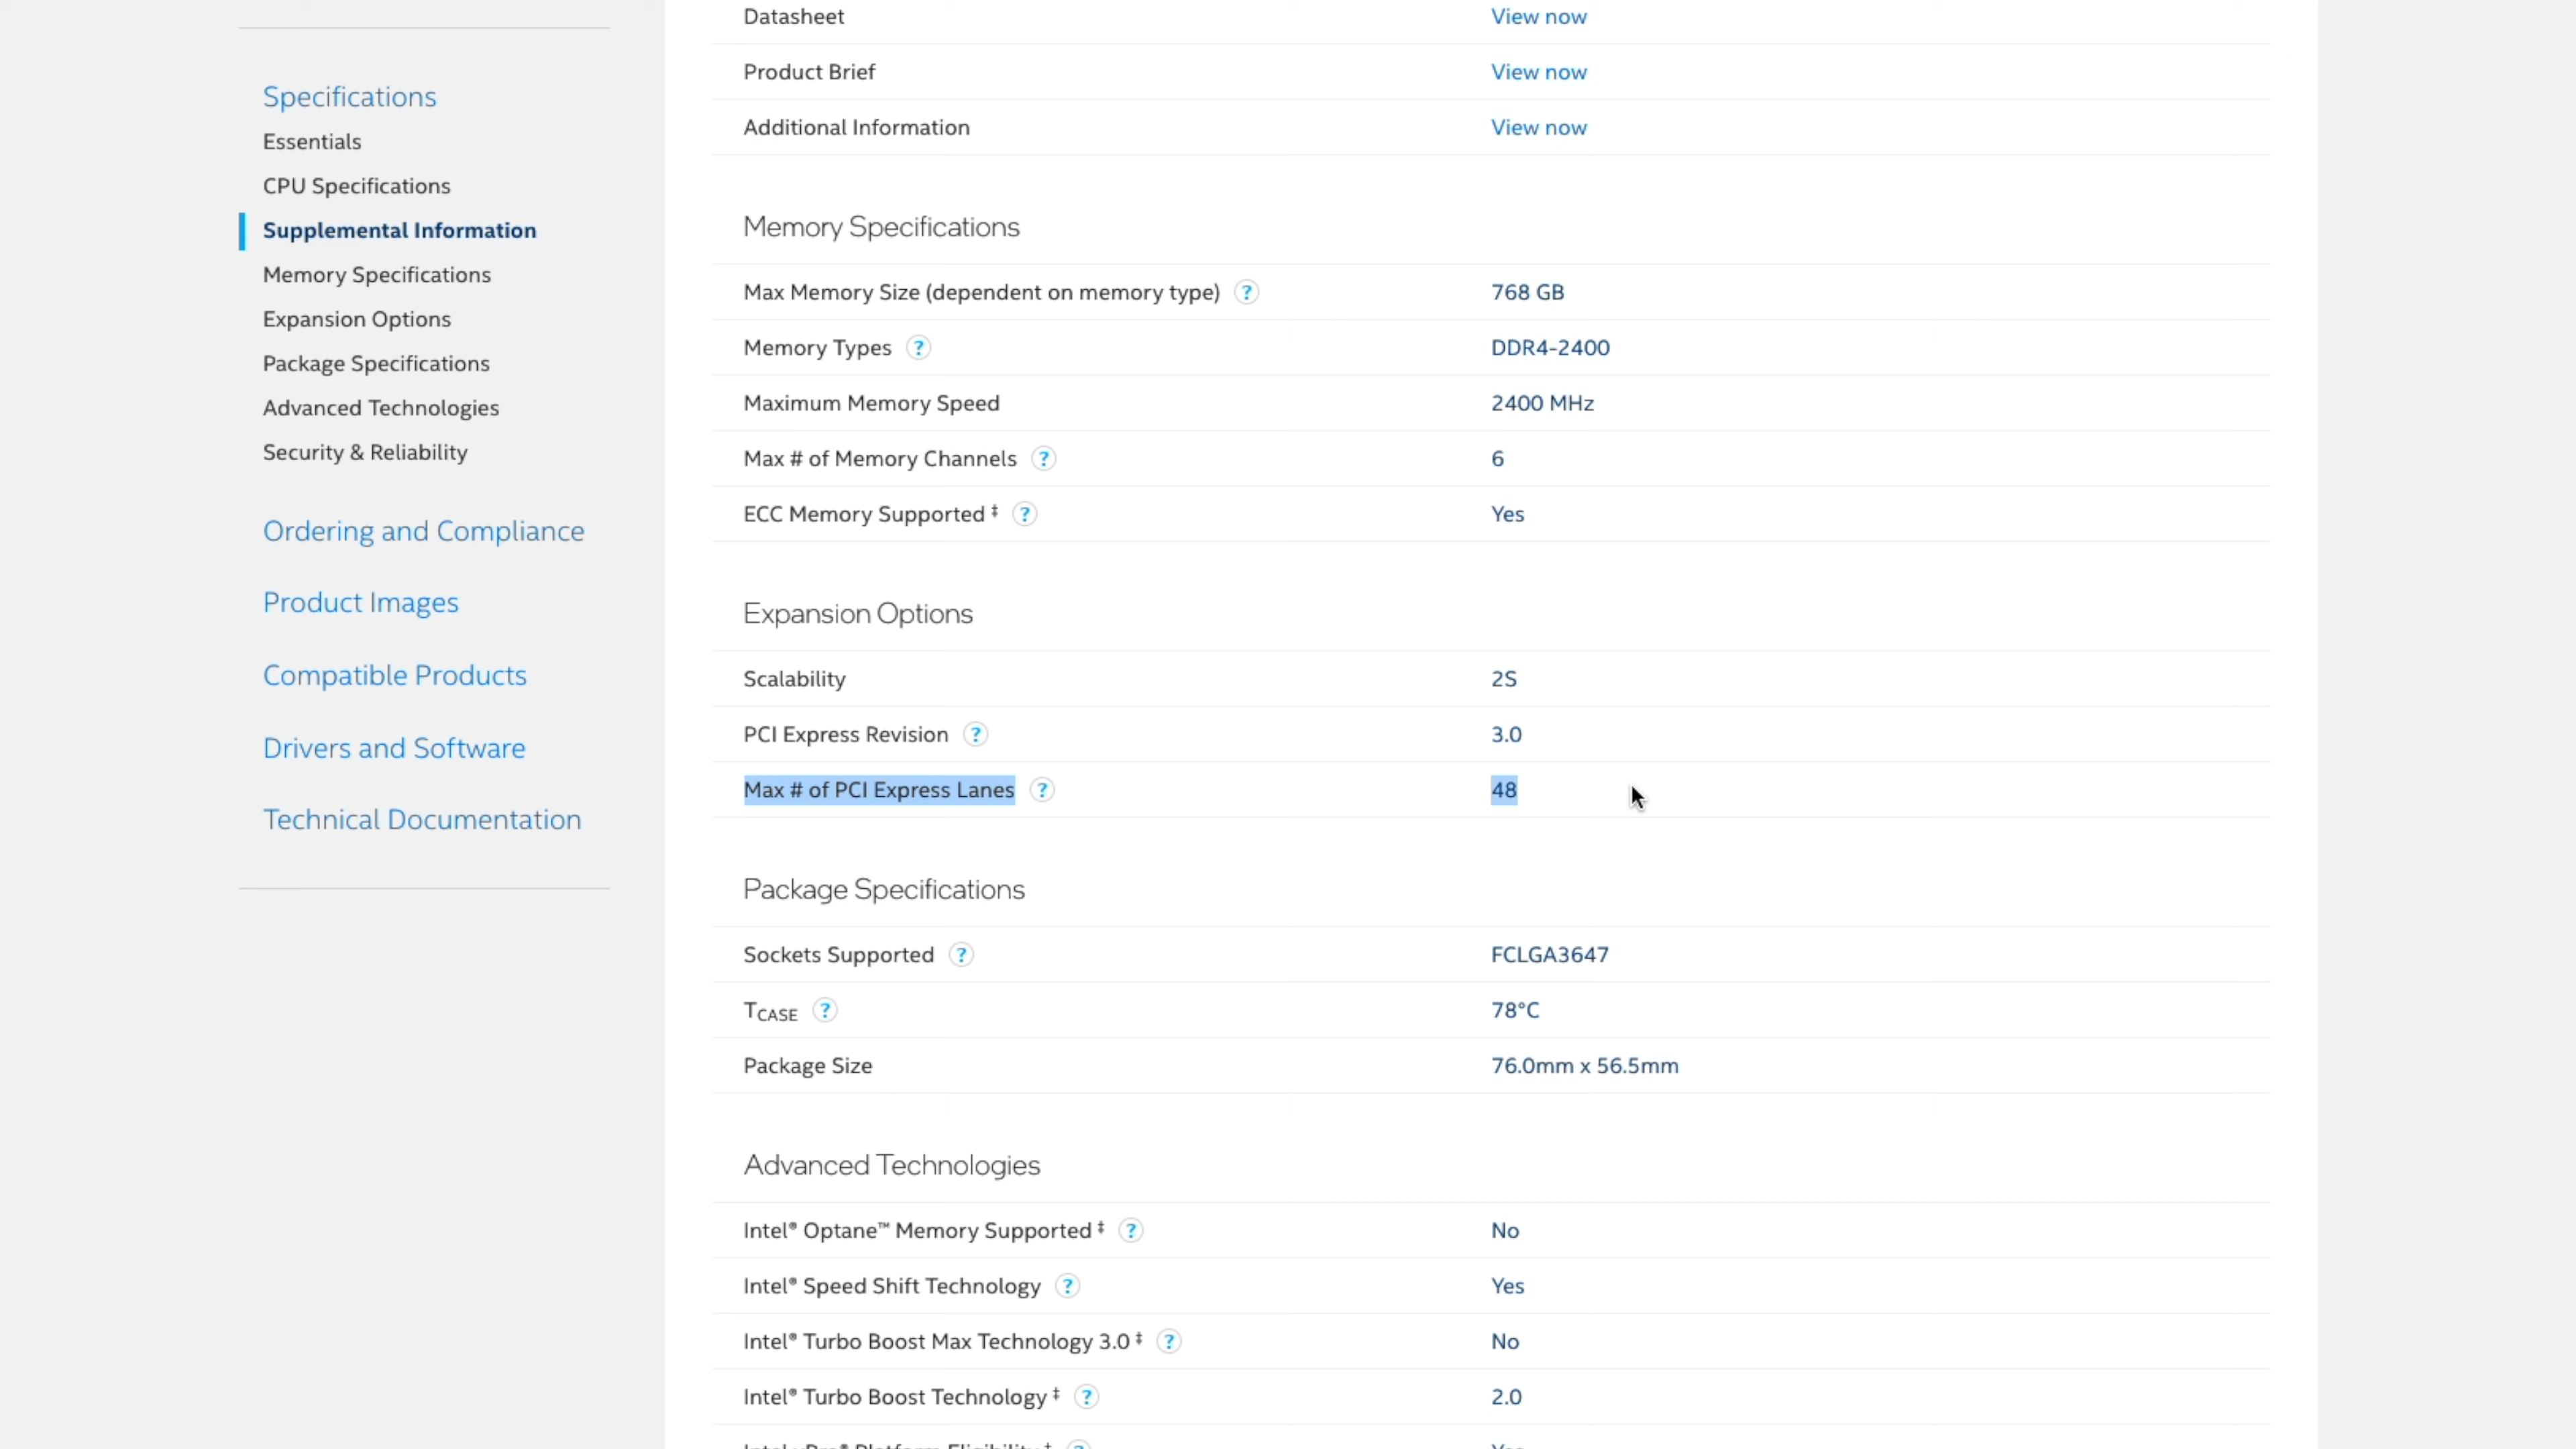 Specifications
Essentials
CPU Specifications
Supplemental Information
Memory Specifications
Expansion Options
Package Specifications
Advanced Technologies
Security & Reliability
Ordering and Compliance
Product Images
Compatible Products
Drivers and Software
Technical Documentation
Datasheet View now
Product Brief View now
Additional Information View now
Memory Specifications
Max Memory Size (dependent on memory type) ? 768 GB
Memory Types ? DDR4-2400
Maximum Memory Speed 2400 MHz
Max # of Memory Channels ? 6
ECC Memory Supported ‡ ? Yes
Expansion Options
Scalability 2S
PCI Express Revision ? 3.0
Max # of PCI Express Lanes ? 48
Package Specifications
Sockets Supported ? FCLGA3647
TCASE ? 78°C
Package Size 76.0mm x 56.5mm
Advanced Technologies
Intel® Optane™ Memory Supported ‡ ? No
Intel® Speed Shift Technology ? Yes
Intel® Turbo Boost Max Technology 3.0 ‡ ? No
Intel® Turbo Boost Technology ‡ ? 2.0